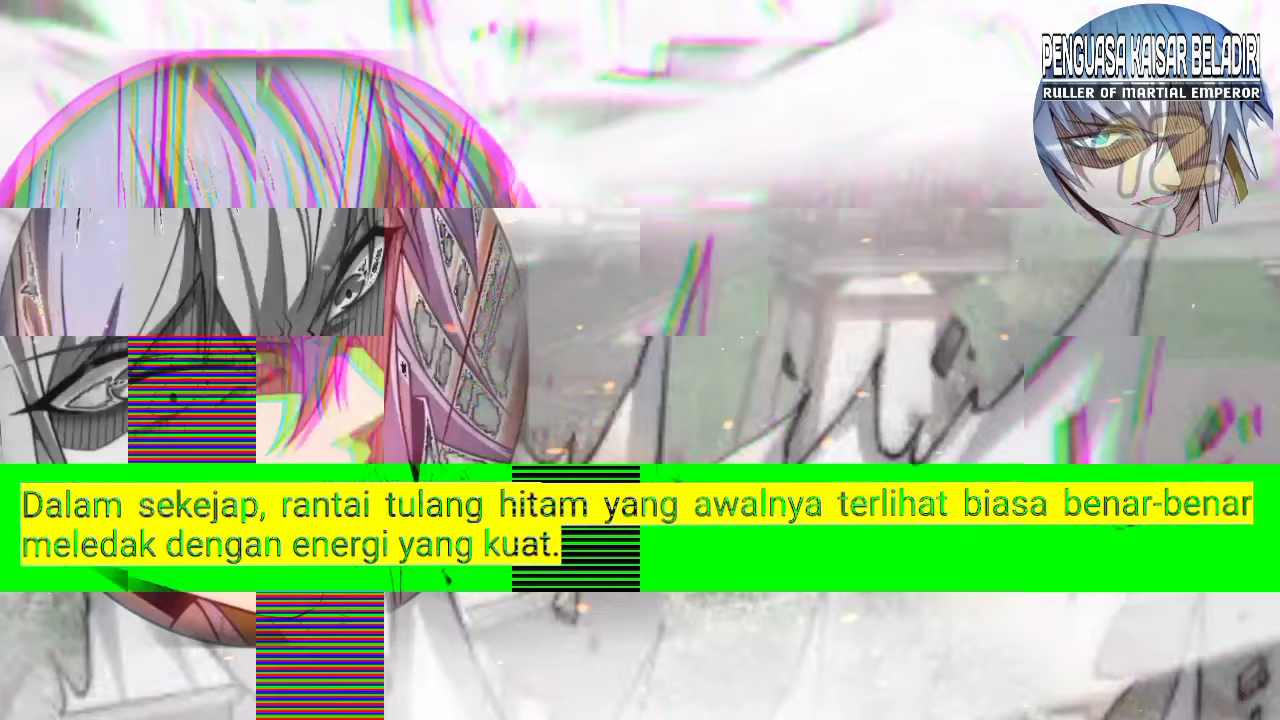 PENGUASA KAISAR BELADIRI
RULLER OF MARTIAL EMPEROR
Dalam sekejap, rantai tulang hitam yang awalnya terlihat biasa benar-benar
meledak dengan energi yang kuat.